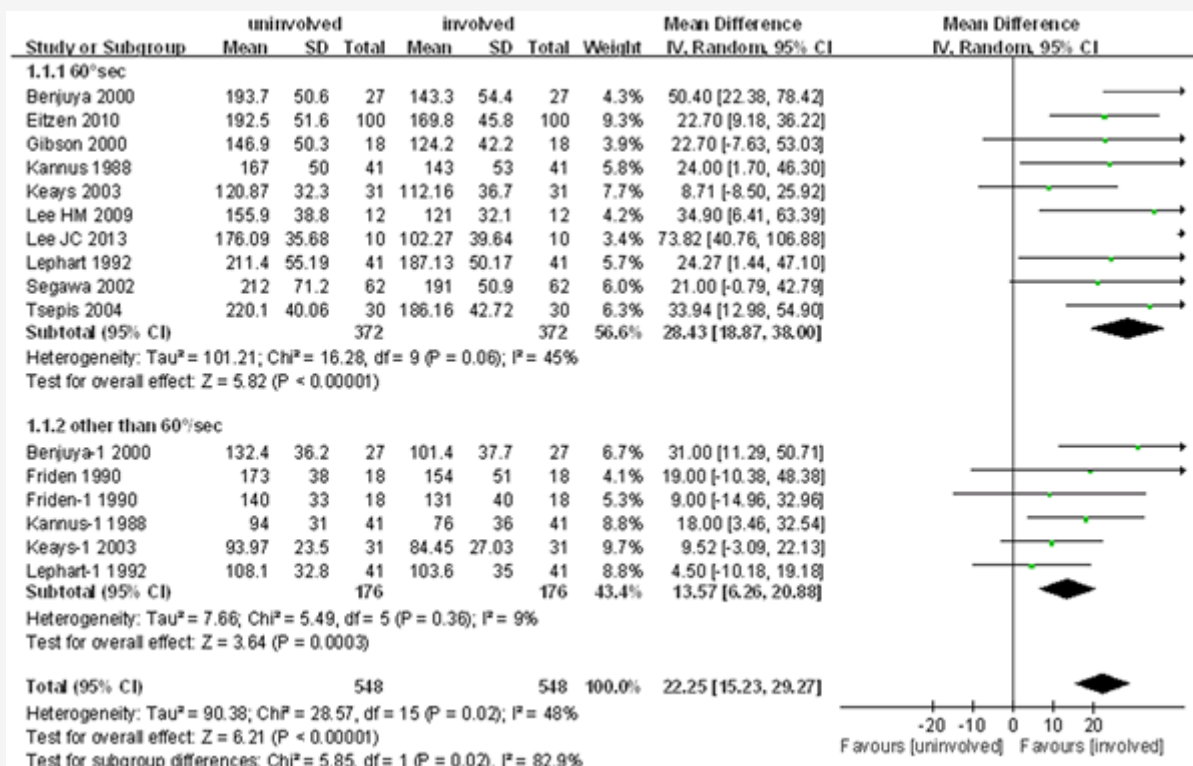 uninvolved involved Mean Difference Mean Difference
Study or Subgroup Mean SD Total Mean SD Total Weight IV, Random, 95% CI IV, Random, 95% CI
1.1.1 60°sec
Benjuya 2000 193.7 50.6 27 143.3 54.4 27 4.3% 50.40 [22.38, 78.42]
Eitzen 2010 192.5 51.6 100 169.8 45.8 100 9.3% 22.70 [9.18, 36.22]
Gibson 2000 146.9 50.3 18 124.2 42.2 18 3.9% 22.70 [-7.63, 53.03]
Kannus 1988 167 50 41 143 53 41 5.8% 24.00 [1.70, 46.30]
Keays 2003 120.87 32.3 31 112.16 36.7 31 7.7% 8.71 [-8.50, 25.92]
Lee HM 2009 155.9 38.8 12 121 32.1 12 4.2% 34.90 [6.41, 63.39]
Lee JC 2013 176.09 35.68 10 102.27 39.64 10 3.4% 73.82 [40.76, 106.88]
Lephart 1992 211.4 55.19 41 187.13 50.17 41 5.7% 24.27 [1.44, 47.10]
Segawa 2002 212 71.2 62 191 50.9 62 6.0% 21.00 [-0.79, 42.79]
Tsepis 2004 220.1 40.06 30 186.16 42.72 30 6.3% 33.94 [12.98, 54.90]
Subtotal (95% CI) 372 372 56.6% 28.43 [18.87, 38.00]
Heterogeneity: Tau² = 101.21; Chi² = 16.28, df = 9 (P = 0.06); I² = 45%
Test for overall effect: Z = 5.82 (P < 0.00001)
1.1.2 other than 60°/sec
Benjuya-1 2000 132.4 36.2 27 101.4 37.7 27 6.7% 31.00 [11.29, 50.71]
Friden 1990 173 38 18 154 51 18 4.1% 19.00 [-10.38, 48.38]
Friden-1 1990 140 33 18 131 40 18 5.3% 9.00 [-14.96, 32.96]
Kannus-1 1988 94 31 41 76 36 41 8.8% 18.00 [3.46, 32.54]
Keays-1 2003 93.97 23.5 31 84.45 27.03 31 9.7% 9.52 [-3.09, 22.13]
Lephart-1 1992 108.1 32.8 41 103.6 35 41 8.8% 4.50 [-10.18, 19.18]
Subtotal (95% CI) 176 176 43.4% 13.57 [6.26, 20.88]
Heterogeneity: Tau² = 7.66; Chi² = 5.49, df = 5 (P = 0.36); I² = 9%
Test for overall effect: Z = 3.64 (P = 0.0003)
Total (95% CI) 548 548 100.0% 22.25 [15.23, 29.27]
Heterogeneity: Tau² = 90.38; Chi² = 28.57, df = 15 (P = 0.02); I² = 48%
Test for overall effect: Z = 6.21 (P < 0.00001)
Test for subgroup differences: Chi² = 5.85, df = 1 (P = 0.02), I² = 82.9%
-20 -10 0 10 20
Favours [uninvolved] Favours [involved]